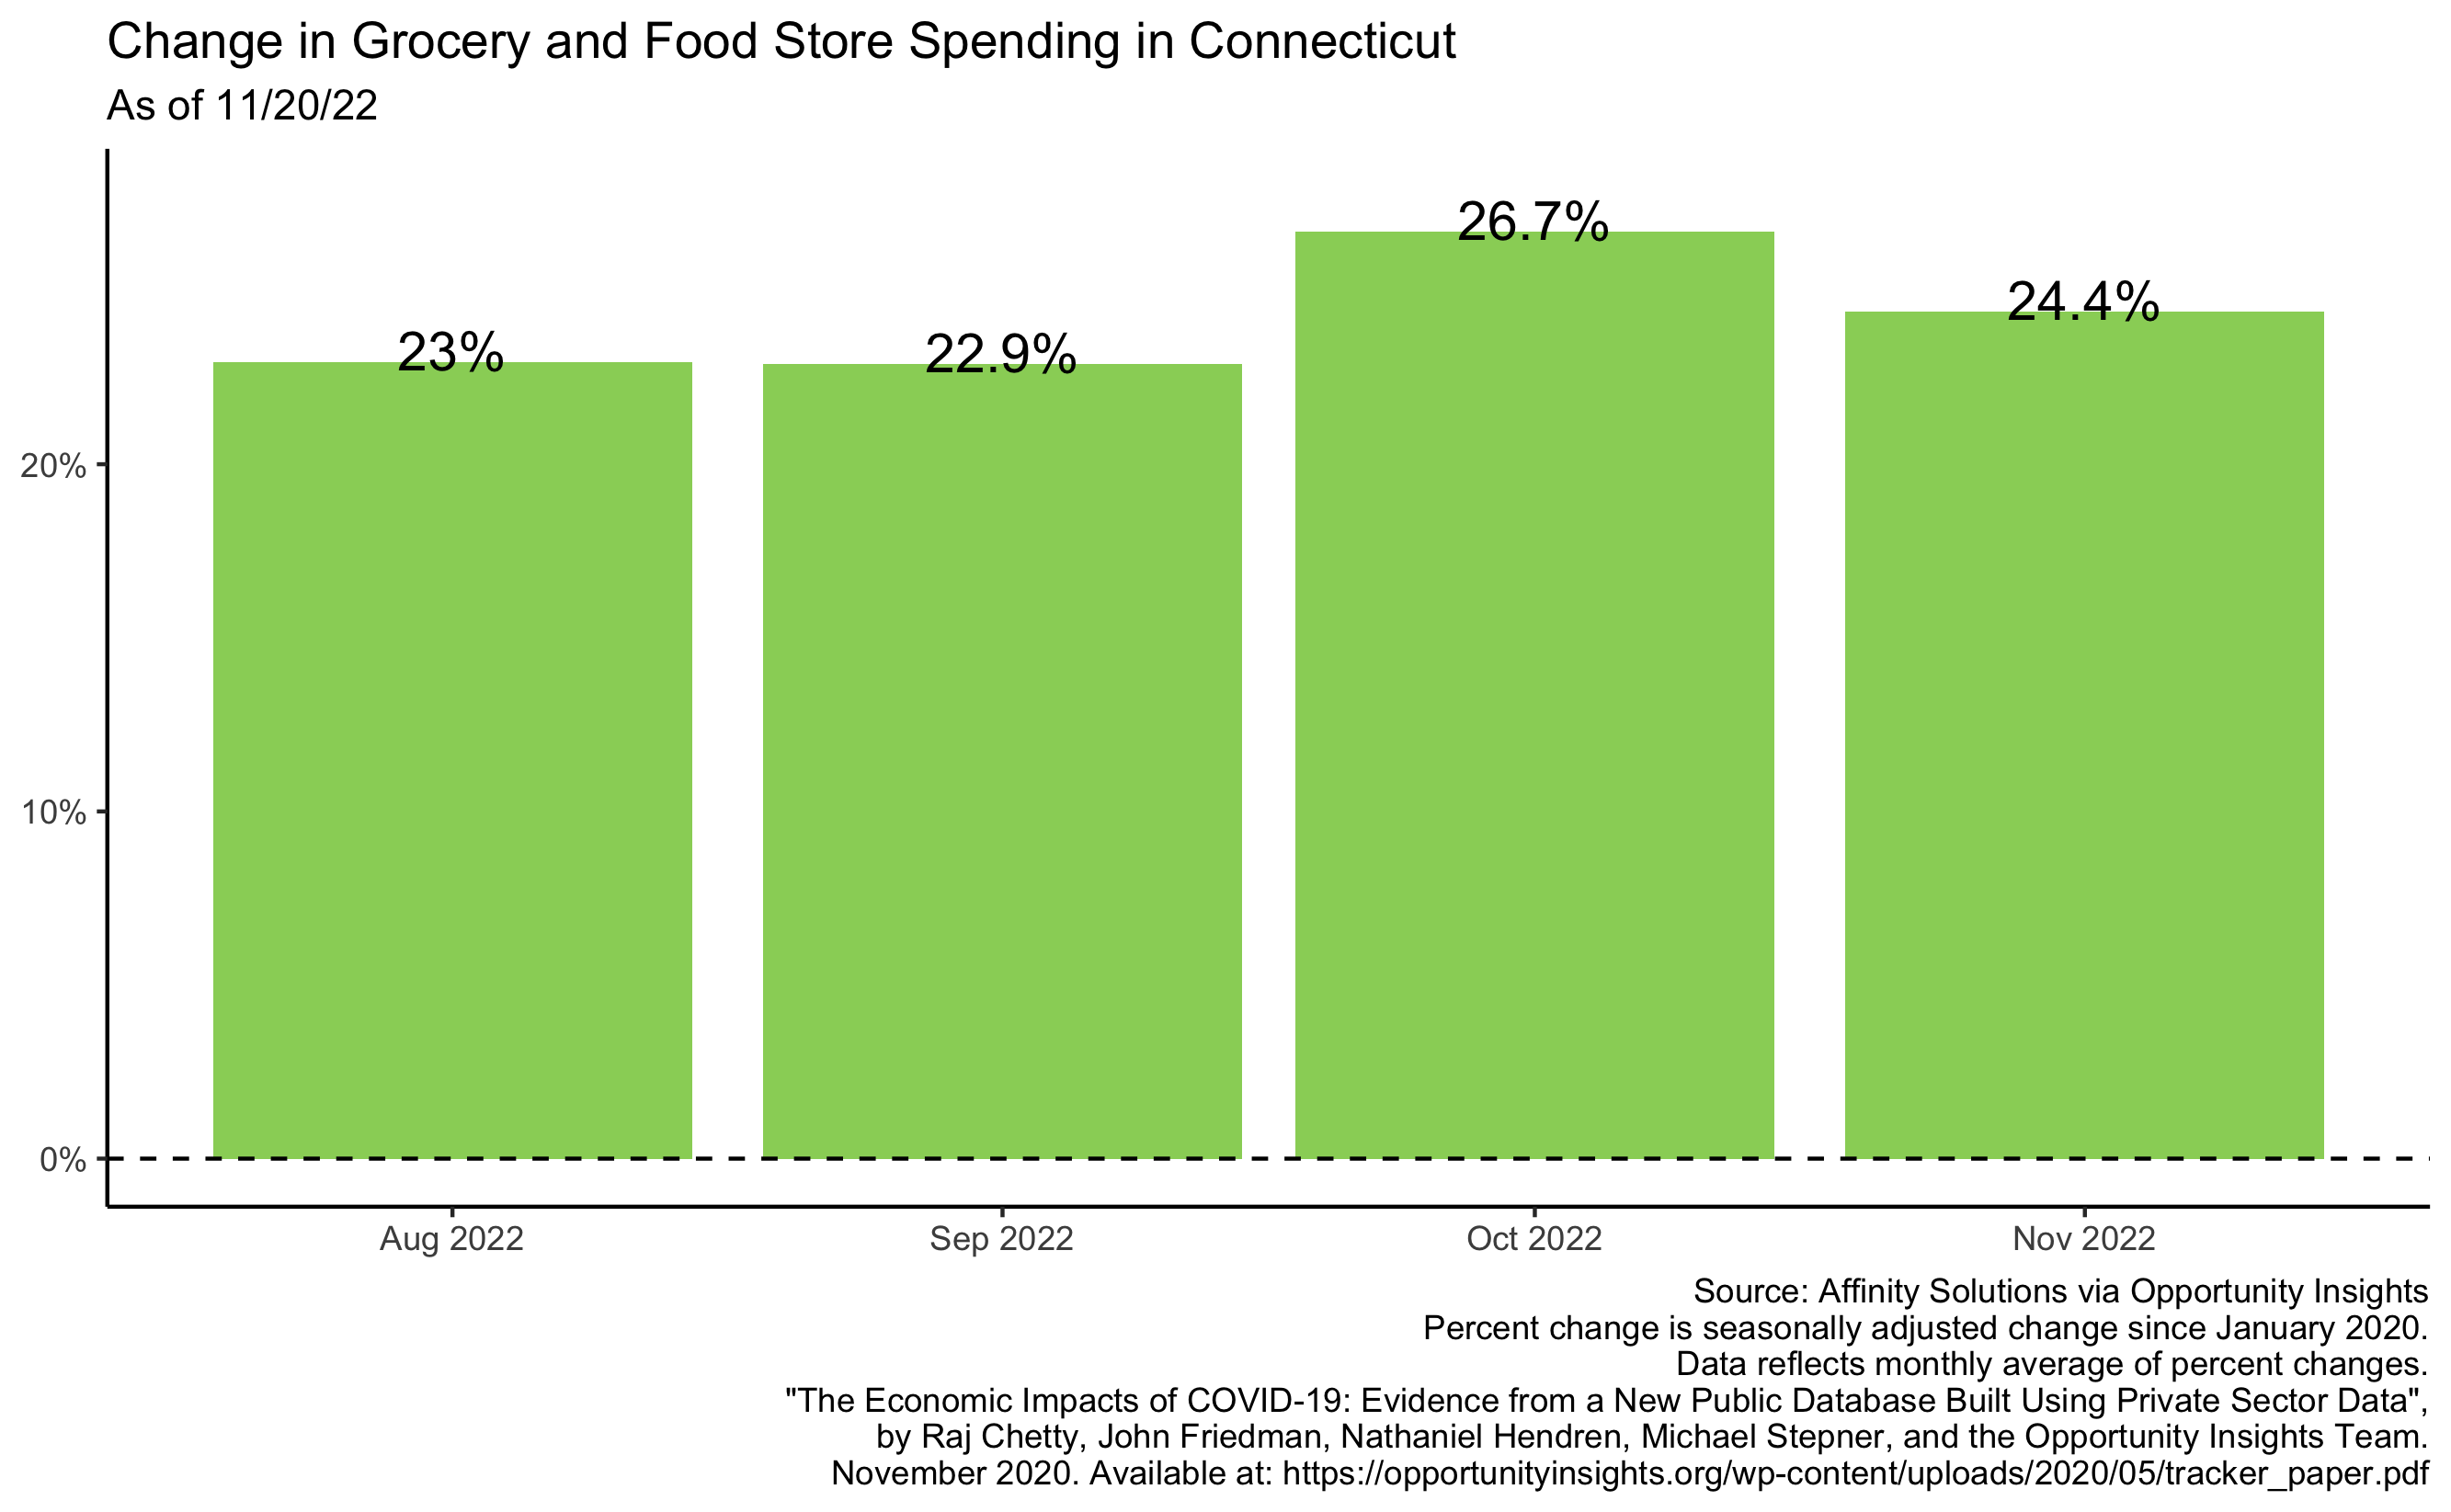 Change in Grocery and Food Store Spending in Connecticut
As of 11/20/22
26.7%
24.4%
23%
22.9%
20%
10%
0%
Aug 2022
Sep 2022
Oct 2022
Nov 2022
Source: Affinity Solutions via Opportunity Insights
Percent change is seasonally adjusted change since January 2020.
Data reflects monthly average of percent changes.
"The Economic Impacts of COVID-19: Evidence from a New Public Database Built Using Private Sector Data",
by Raj Chetty, John Friedman, Nathaniel Hendren, Michael Stepner, and the Opportunity Insights Team.
November 2020. Available at: https://opportunityinsights.org/wp-content/uploads/2020/05/tracker_paper.pdf